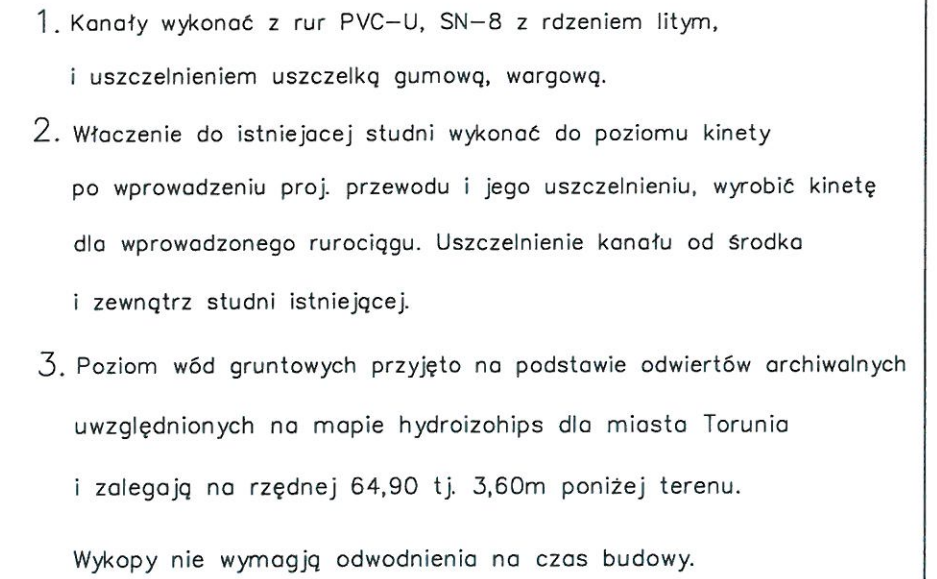 1. Kanały wykonać z rur PVC-U, SN-8 z rdzeniem litym,
i uszczelnieniem uszczelką gumową, wargową.
2. Właczenie do istniejacej studni wykonać do poziomu kinety
po wprowadzeniu proj. przewodu i jego uszczelnieniu, wyrobić kinetę
dla wprowadzonego rurociągu. Uszczelnienie kanału od środka
i zewnątrz studni istniejącej.
3. Poziom wód gruntowych przyjęto na podstawie odwiertów archiwalnych
uwzględnionych na mapie hydroizohips dla miasta Torunia
i zalegają na rzędnej 64,90 tj. 3,60m poniżej terenu.
Wykopy nie wymagją odwodnienia na czas budowy.